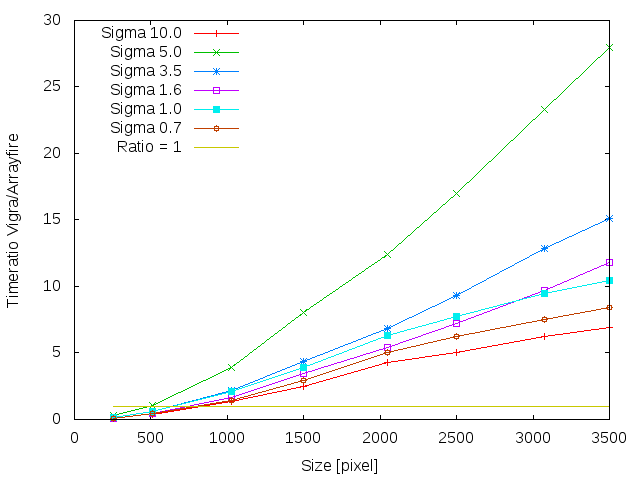 30
25
20
15
10
5
0
Timeratio Vigra/Arrayfire
Sigma 10.0
Sigma 5.0
Sigma 3.5
Sigma 1.6
Sigma 1.0
Sigma 0.7
Ratio = 1
0 500 1000 1500 2000 2500 3000 3500
Size [pixel]